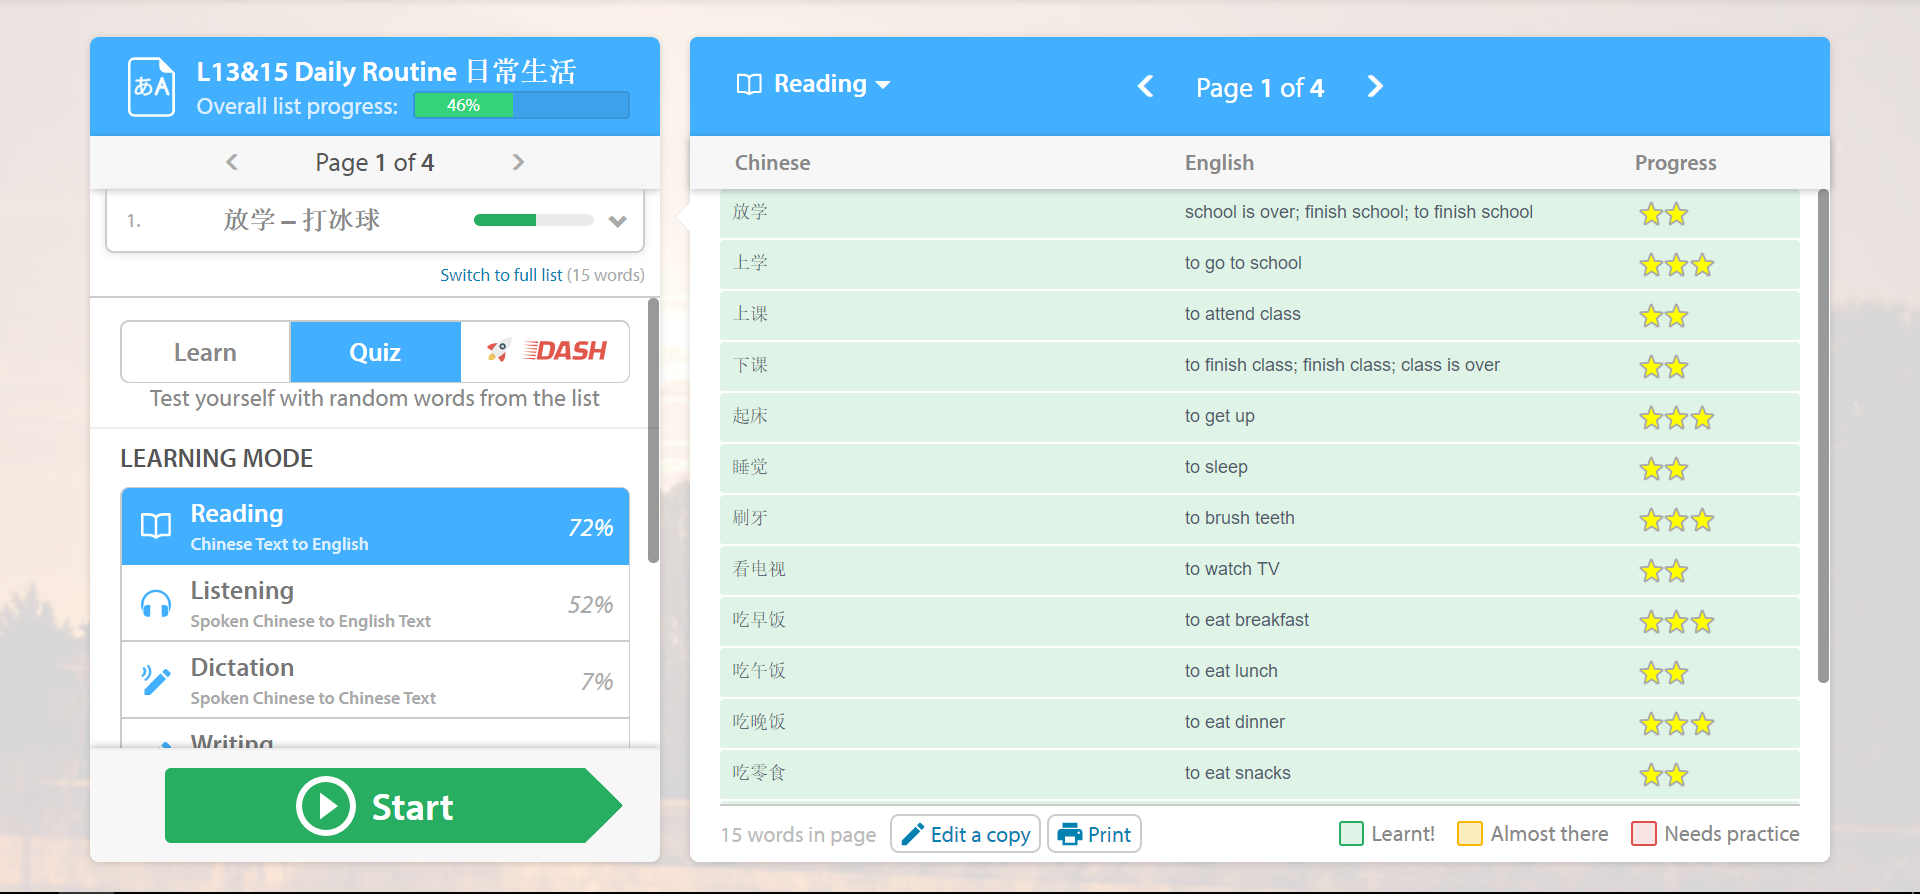 あA
L13&15 Daily Routine 日常生活
Overall list progress: 46%
Page 1 of 4
1. 放学 – 打冰球
Switch to full list (15 words)
Learn Quiz DASH
Test yourself with random words from the list
LEARNING MODE
Reading
Chinese Text to English
72%
Listening
Spoken Chinese to English Text
52%
Dictation
Spoken Chinese to Chinese Text
7%
Writing
Start
Reading
Page 1 of 4
Chinese English Progress
放学 school is over; finish school; to finish school
上学 to go to school
上课 to attend class
下课 to finish class; finish class; class is over
起床 to get up
睡觉 to sleep
刷牙 to brush teeth
看电视 to watch TV
吃早饭 to eat breakfast
吃午饭 to eat lunch
吃晚饭 to eat dinner
吃零食 to eat snacks
15 words in page Edit a copy Print Learnt! Almost there Needs practice